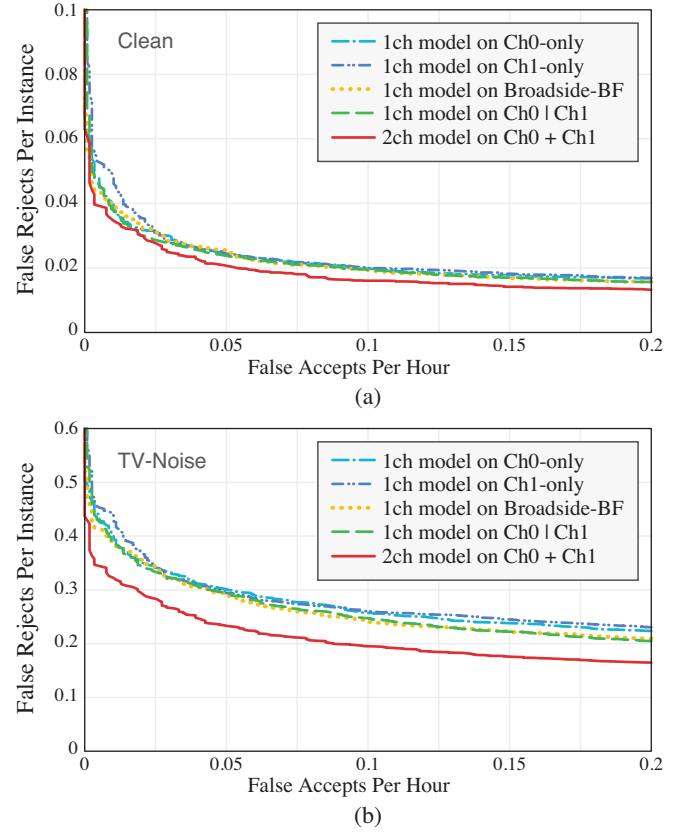 0.1
Clean
1ch model on Ch0-only
1ch model on Ch1-only
1ch model on Broadside-BF
1ch model on Ch0 | Ch1
2ch model on Ch0 + Ch1
0.08
0.06
0.04
0.02
0
False Rejects Per Instance
0 0.05 0.1 0.15 0.2
False Accepts Per Hour
(a)
0.6
TV-Noise
1ch model on Ch0-only
1ch model on Ch1-only
1ch model on Broadside-BF
1ch model on Ch0 | Ch1
2ch model on Ch0 + Ch1
0.5
0.4
0.3
0.2
0.1
0
False Rejects Per Instance
0 0.05 0.1 0.15 0.2
False Accepts Per Hour
(b)